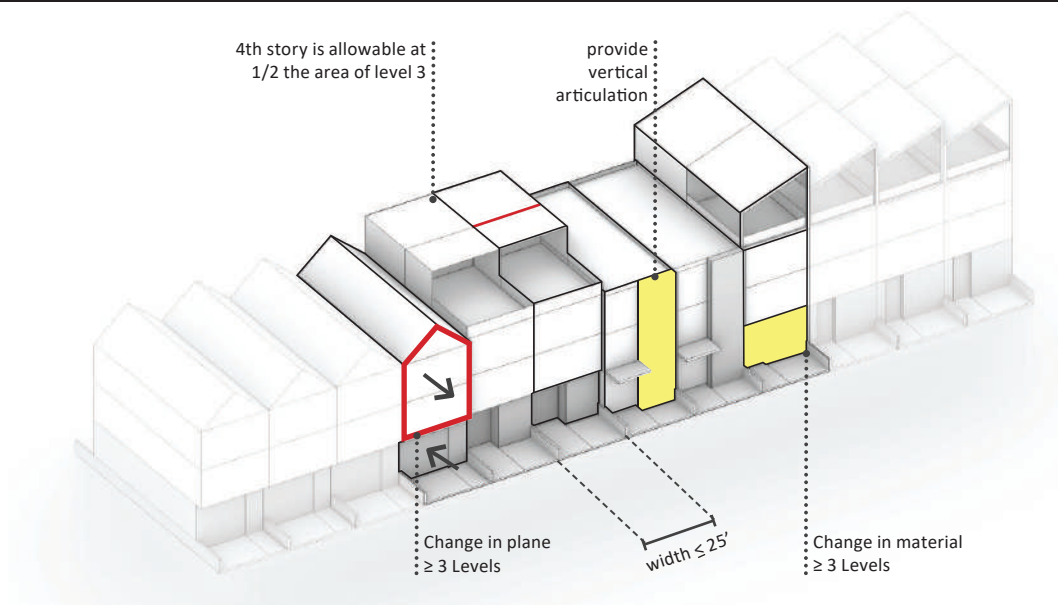 4th story is allowable at
1/2 the area of level 3
provide
vertical
articulation
Change in plane
≥ 3 Levels
width ≤ 25'
Change in material
≥ 3 Levels